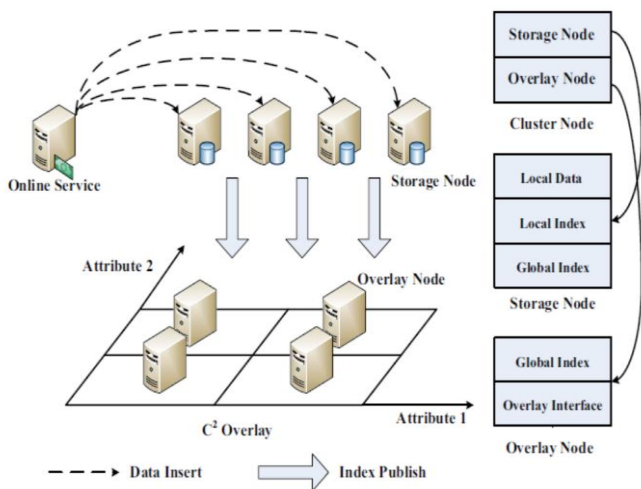 Online Service
Storage Node
Attribute 2
Overlay Node
Attribute 1
C² Overlay
Data Insert
Index Publish
Storage Node
Overlay Node
Cluster Node
Local Data
Local Index
Global Index
Storage Node
Global Index
Overlay Interface
Overlay Node